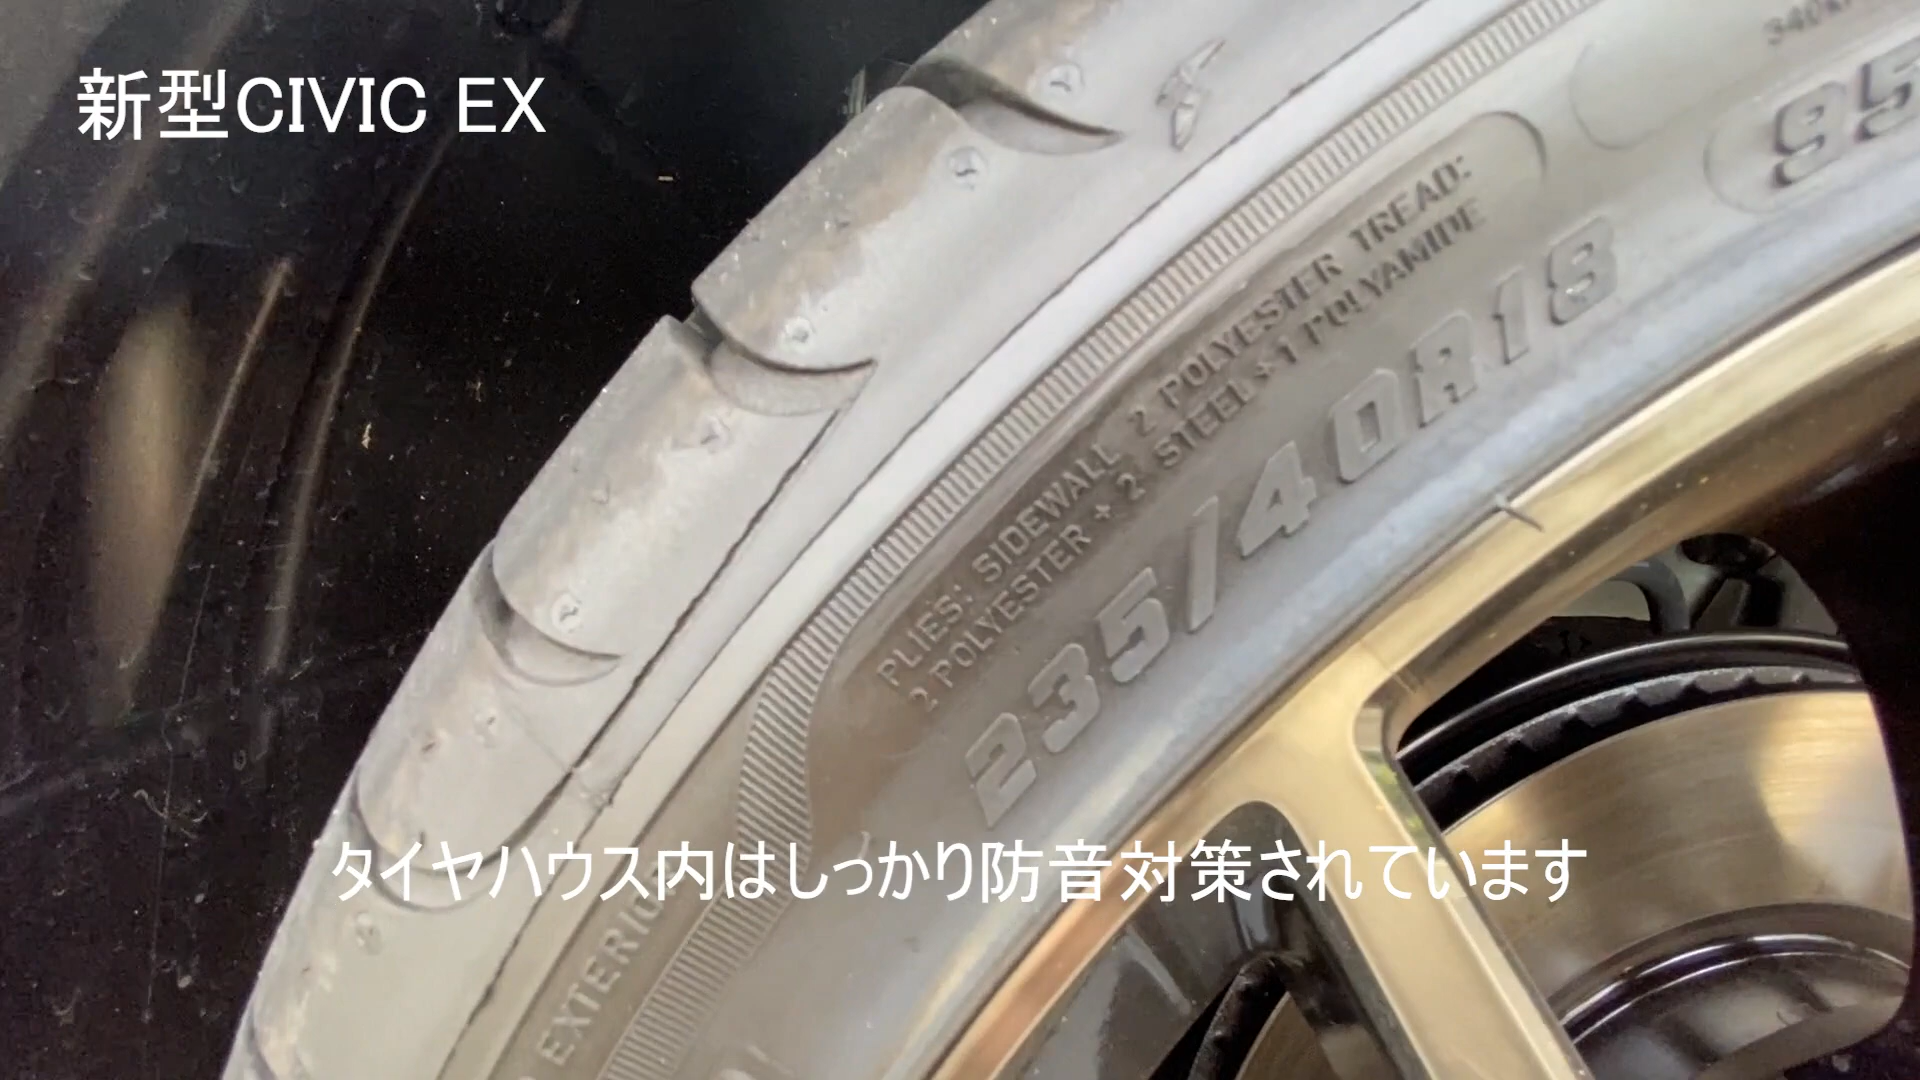 新型CIVIC EX
95
PLIES: SIDEWALL 2 POLYESTER TREAD:
2 POLYESTER + 2 STEEL + 1 POLYAMIDE
235/40R18
タイヤハウス内はしっかり防音対策されています